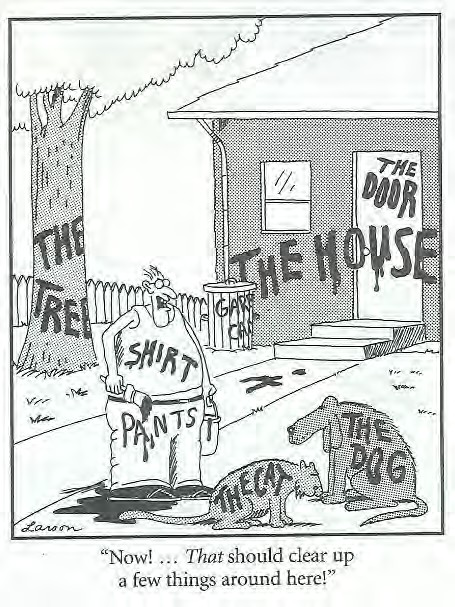 THE
DOOR
THE HOUSE
THE
TREE
GARB
CAN
SHIRT
PANTS
THE
DOG
THE CAT
Larson
"Now! ... That should clear up
a few things around here!"